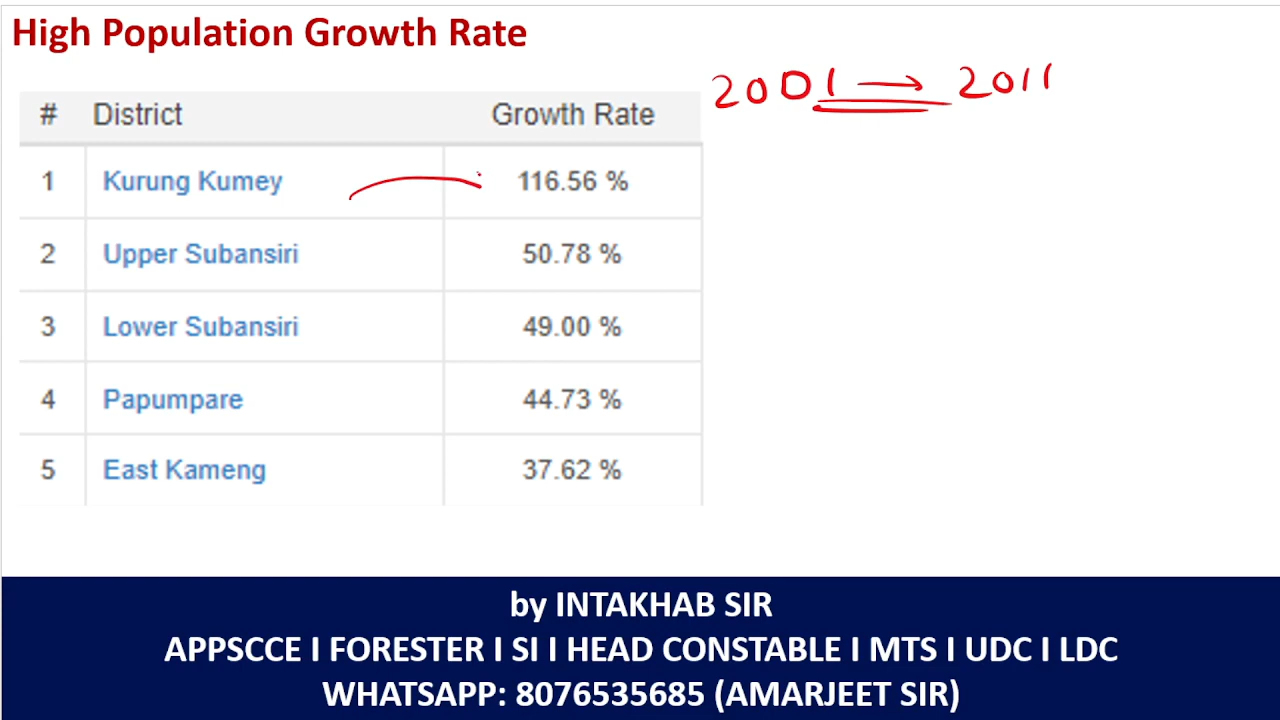 High Population Growth Rate
2001 → 2011
# District Growth Rate
1 Kurung Kumey 116.56 %
2 Upper Subansiri 50.78 %
3 Lower Subansiri 49.00 %
4 Papumpare 44.73 %
5 East Kameng 37.62 %
by INTAKHAB SIR
APPSCCE I FORESTER I SI I HEAD CONSTABLE I MTS I UDC I LDC
WHATSAPP: 8076535685 (AMARJEET SIR)